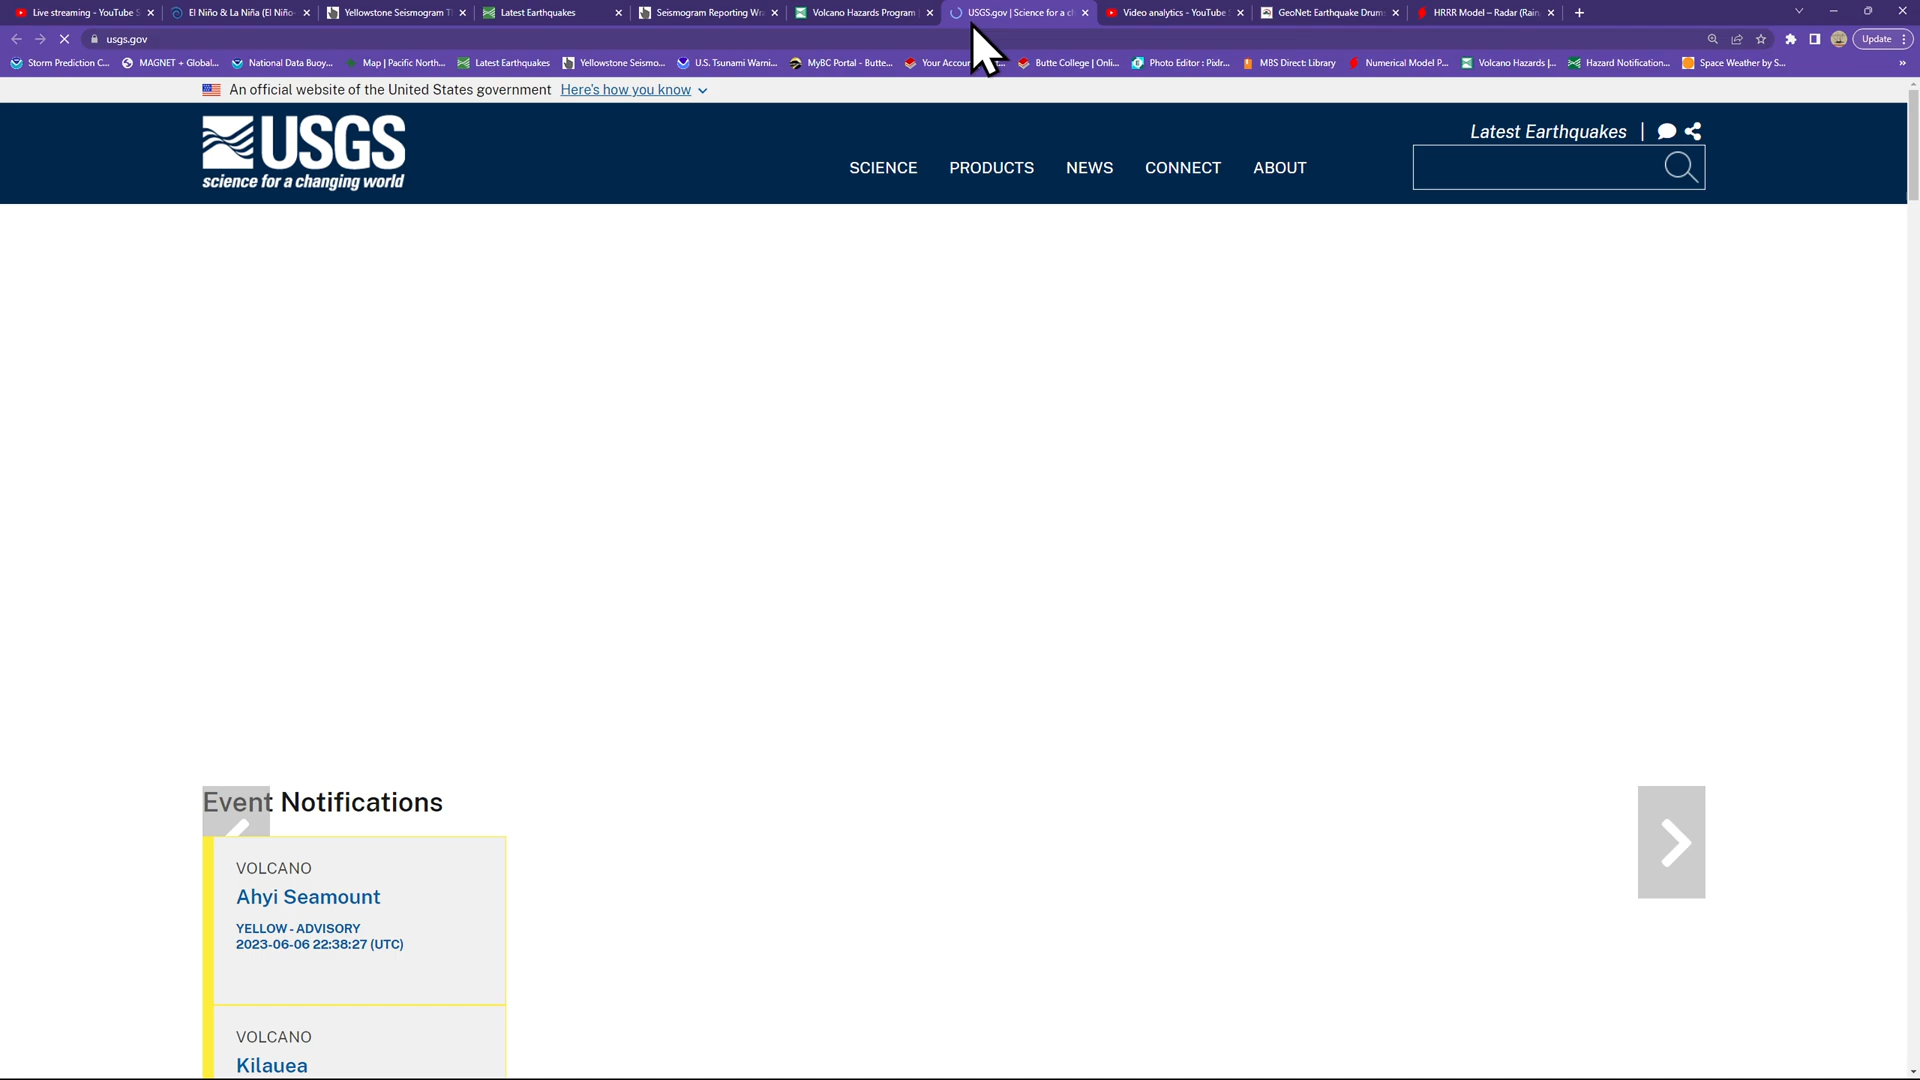 Live streaming - YouTube S
El Niño & La Niña (El Niño-
Yellowstone Seismogram T
Latest Earthquakes
Seismogram Reporting Wr
Volcano Hazards Program
USGS.gov | Science for a c
Video analytics - YouTube
GeoNet: Earthquake Drum
HRRR Model – Radar (Rain
usgs.gov
Update
Storm Prediction C...
MAGNET + Global...
National Data Buoy...
Map | Pacific North...
Latest Earthquakes
Yellowstone Seismo...
U.S. Tsunami Warni...
MyBC Portal - Butte...
Your Accoun
Butte College | Onli...
Photo Editor : Pixlr...
MBS Direct: Library
Numerical Model P...
Volcano Hazards |...
Hazard Notification...
Space Weather by S...
An official website of the United States government Here's how you know
USGS
science for a changing world
Latest Earthquakes |
SCIENCE PRODUCTS NEWS CONNECT ABOUT
Event Notifications
VOLCANO
Ahyi Seamount
YELLOW - ADVISORY
2023-06-06 22:38:27 (UTC)
VOLCANO
Kilauea